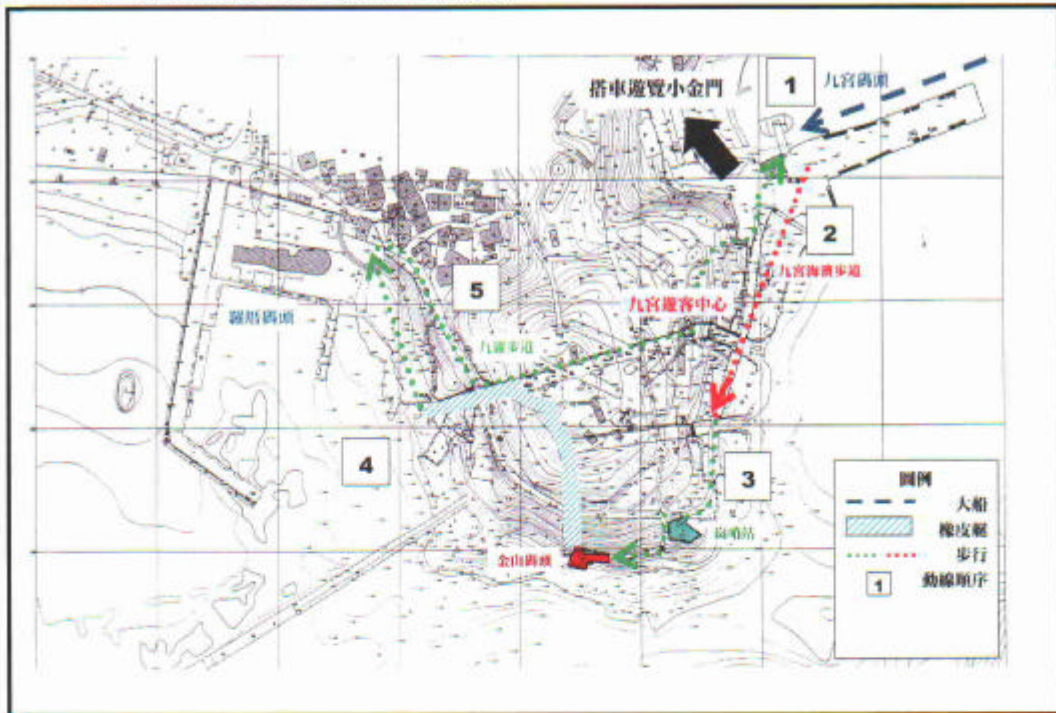 搭車遊覽小金門
1
九宮碼頭
2
九宮海濱步道
九宮遊客中心
5
羅厝碼頭
九羅步道
4
3
崗哨站
金山碼頭
圖例
大船
橡皮艇
步行
1
動線順序